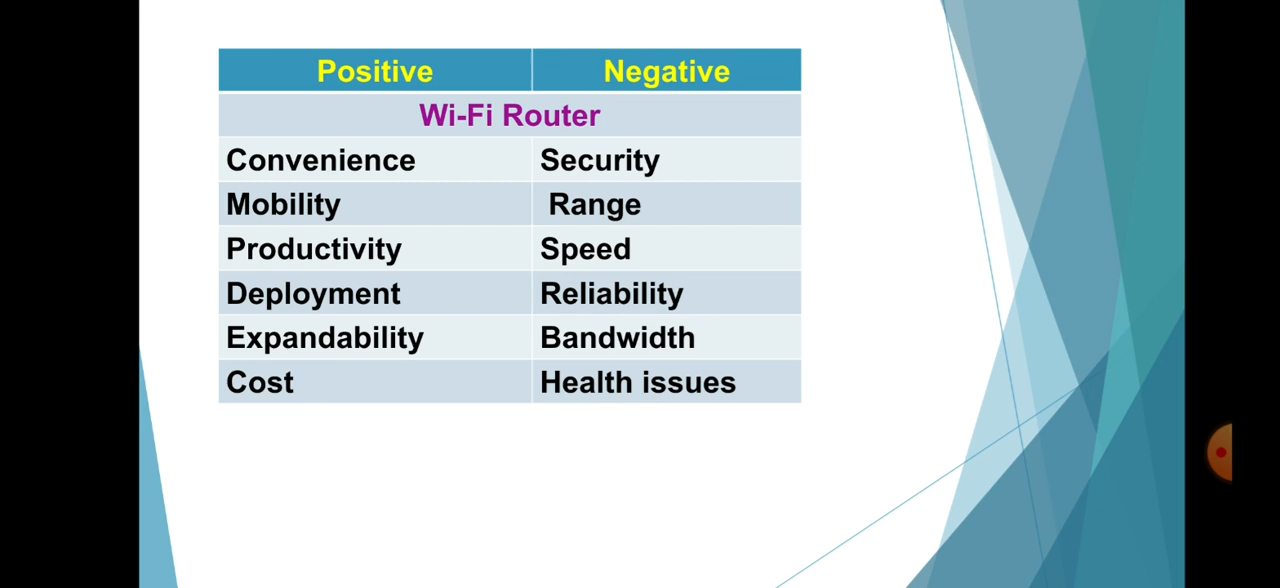 Positive Negative
Wi-Fi Router
Convenience Security
Mobility Range
Productivity Speed
Deployment Reliability
Expandability Bandwidth
Cost Health issues